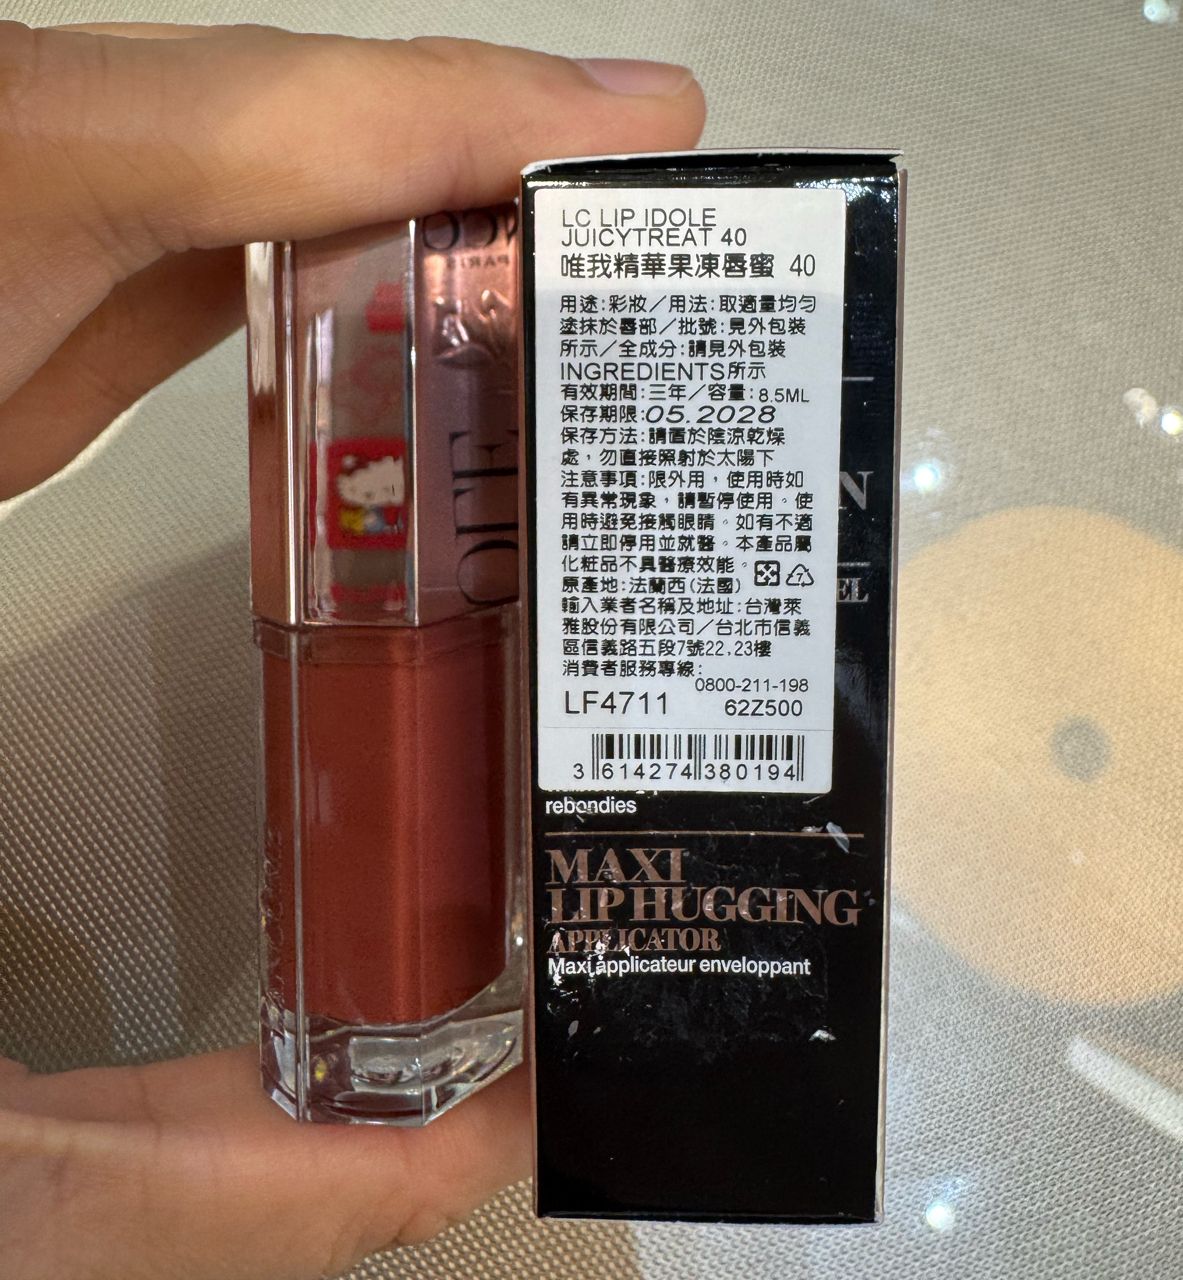 LC LIP IDOLE
JUICYTREAT 40
唯我精華果凍唇蜜 40
用途:彩妝／用法:取適量均勻
塗抹於唇部／批號:見外包裝
所示／全成分:請見外包裝
INGREDIENTS所示
有效期間:三年／容量:8.5ML
保存期限:05.2028
保存方法:請置於陰涼乾燥
處，勿直接照射於太陽下
注意事項:限外用，使用時如
有異常現象，請暫停使用。使
用時避免接觸眼睛。如有不適
請立即停用並就醫。本產品屬
化粧品不具醫療效能。
原產地:法蘭西(法國) 7
輸入業者名稱及地址:台灣萊
雅股份有限公司／台北市信義
區信義路五段7號22,23樓
消費者服務專線:
0800-211-198
LF4711 62Z500
3 614274 380194
rebondies
MAXI
LIP HUGGING
APPLICATOR
Maxi applicateur enveloppant
PARIS